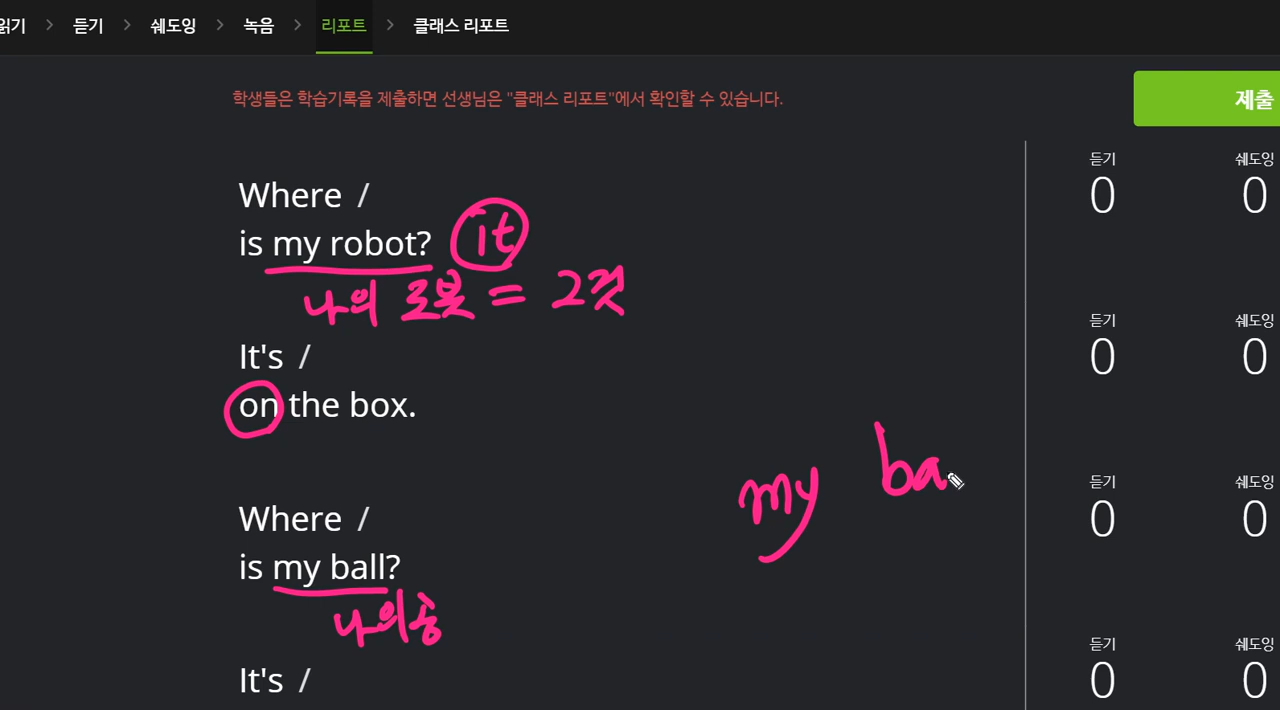 읽기 > 듣기 > 쉐도잉 > 녹음 > 리포트 > 클래스 리포트
학생들은 학습기록을 제출하면 선생님은 "클래스 리포트"에서 확인할 수 있습니다.
제출
듣기 쉐도잉
0 0
Where /
is my robot? it
나의 로봇 = 그것
듣기 쉐도잉
0 0
It's /
on the box.
my ba
듣기 쉐도잉
0 0
Where /
is my ball?
나의 공
듣기 쉐도잉
0 0
It's /